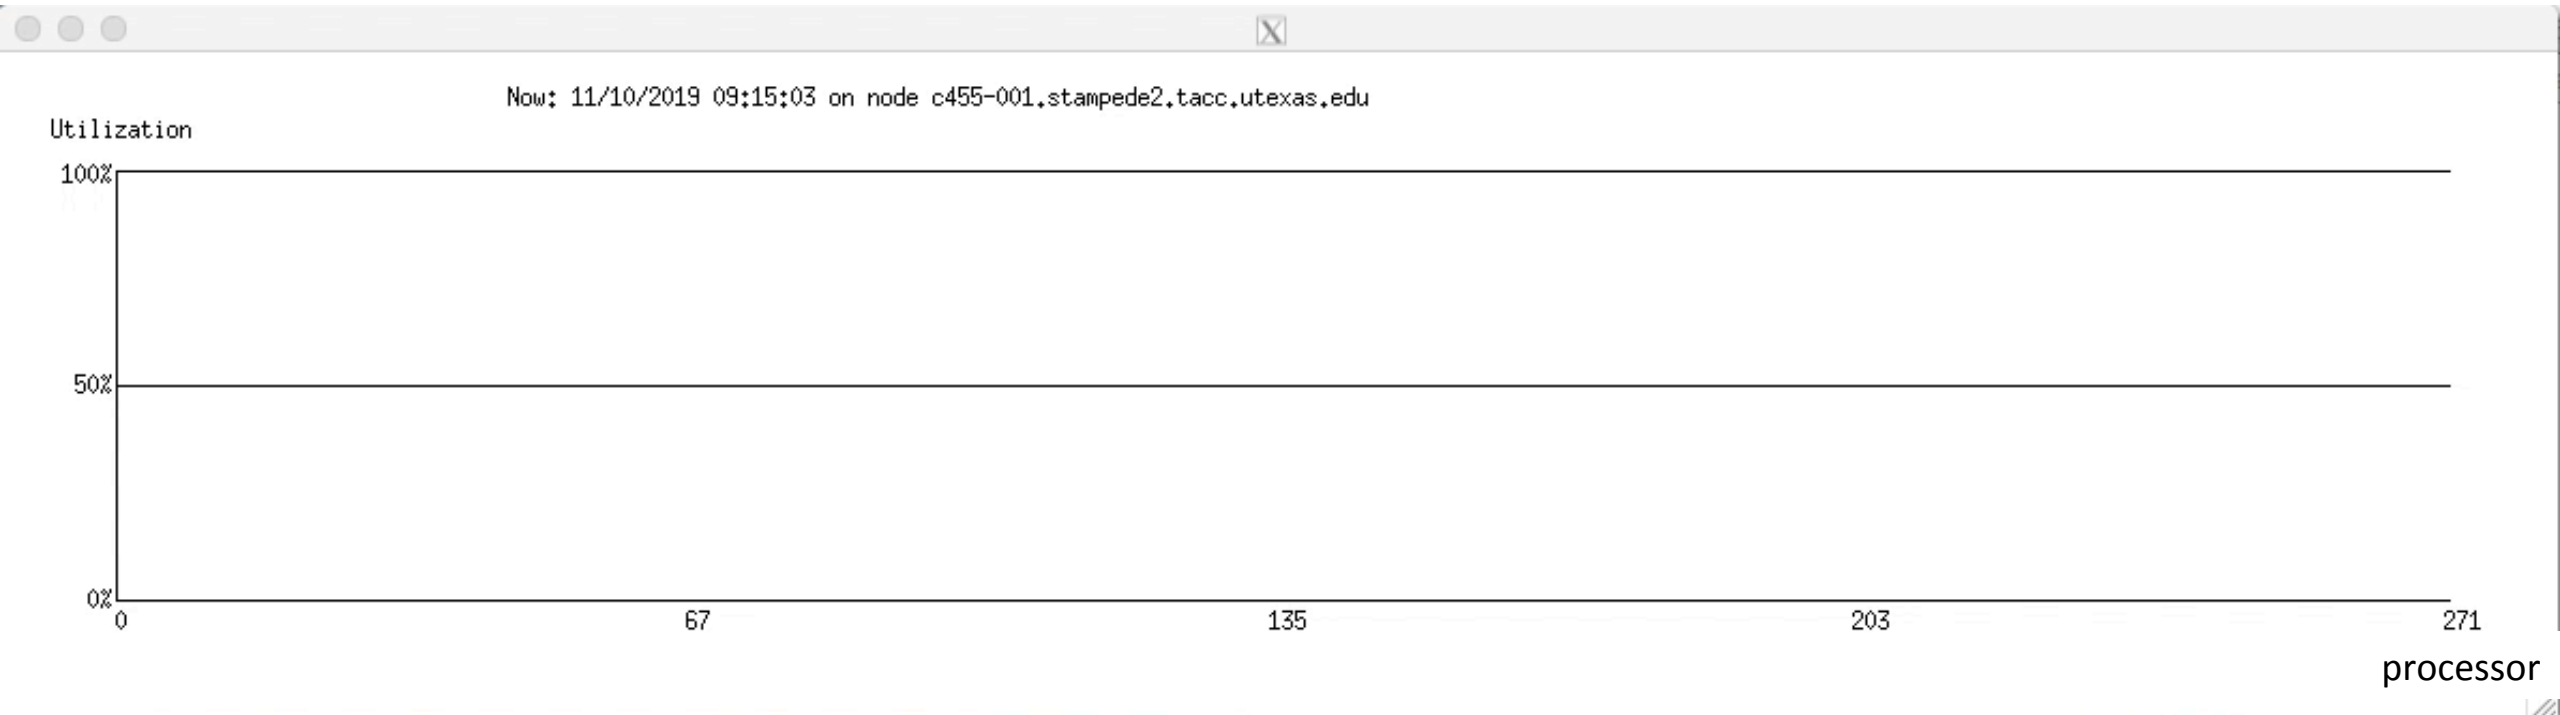 X
Now: 11/10/2019 09:15:03 on node c455-001.stampede2.tacc.utexas.edu
Utilization
100%
50%
0%
0 67 135 203 271
processor